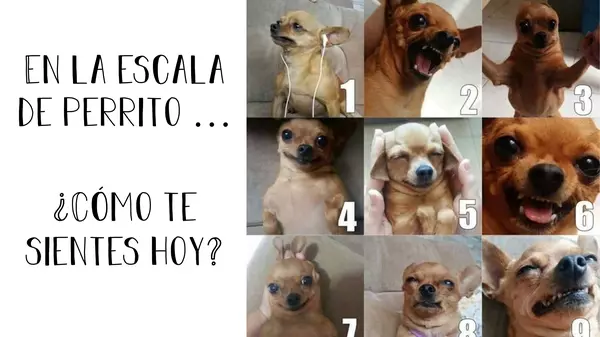 EN LA ESCALA
DE PERRITO ...
¿CÓMO TE
SIENTES HOY?
1
2
3
4
5
6
7
8
9